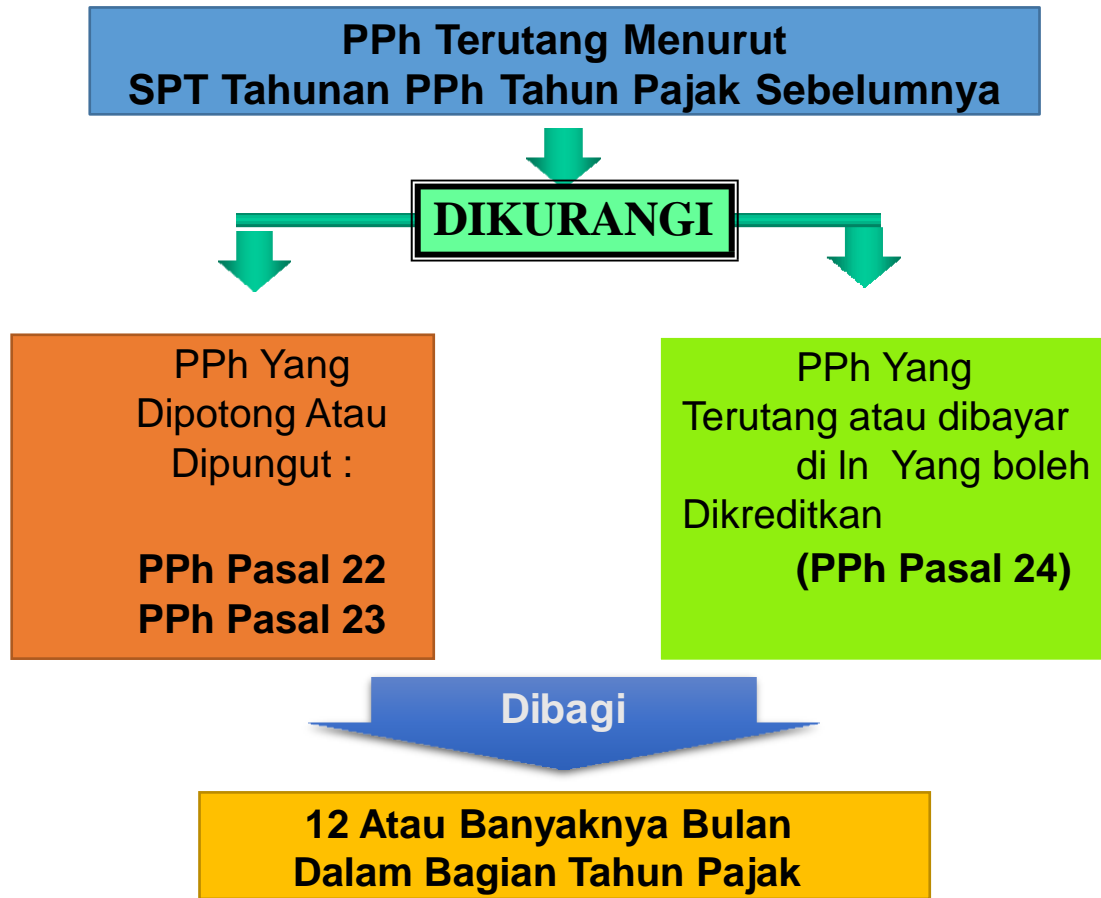 PPh Terutang Menurut
SPT Tahunan PPh Tahun Pajak Sebelumnya
DIKURANGI
PPh Yang
Dipotong Atau
Dipungut :
PPh Pasal 22
PPh Pasal 23
PPh Yang
Terutang atau dibayar
di ln Yang boleh
Dikreditkan
(PPh Pasal 24)
Dibagi
12 Atau Banyaknya Bulan
Dalam Bagian Tahun Pajak